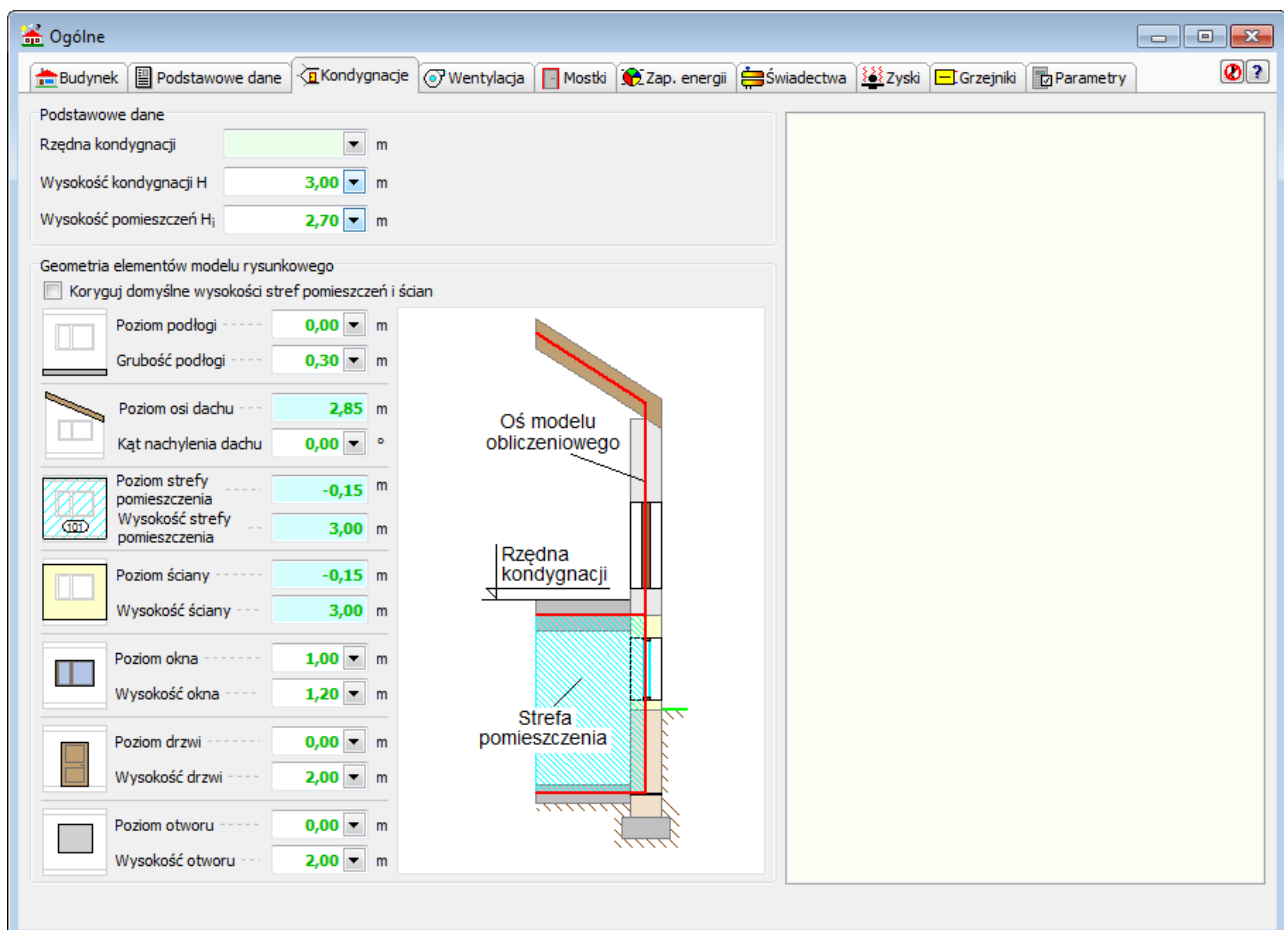 Ogólne
Budynek Podstawowe dane Kondygnacje Wentylacja Mostki Zap. energii Świadectwa Zyski Grzejniki Parametry ?
Podstawowe dane
Rzędna kondygnacji m
Wysokość kondygnacji H 3,00 m
Wysokość pomieszczeń Hi 2,70 m
Geometria elementów modelu rysunkowego
Koryguj domyślne wysokości stref pomieszczeń i ścian
Poziom podłogi 0,00 m
Grubość podłogi 0,30 m
Poziom osi dachu 2,85 m
Kąt nachylenia dachu 0,00 °
Poziom strefy
pomieszczenia -0,15 m
101
Wysokość strefy
pomieszczenia 3,00 m
Poziom ściany -0,15 m
Wysokość ściany 3,00 m
Poziom okna 1,00 m
Wysokość okna 1,20 m
Poziom drzwi 0,00 m
Wysokość drzwi 2,00 m
Poziom otworu 0,00 m
Wysokość otworu 2,00 m
Oś modelu
obliczeniowego
Rzędna
kondygnacji
Strefa
pomieszczenia